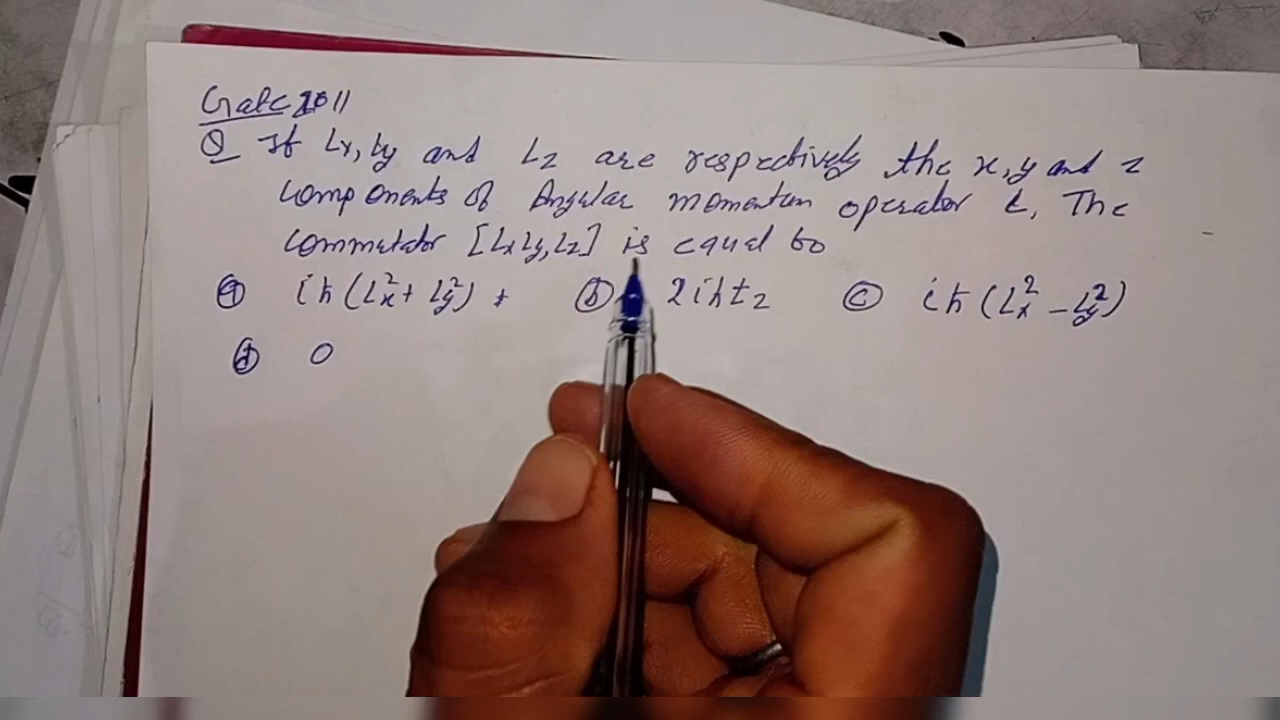 Gate 2011
Q If Lx, Ly and Lz are respectively the x, y and z
components of Angular momentum operator L, The
commutator [LxLy, Lz] is equal to
(a) iħ(Lx² + Ly²) (b) 2iħLz (c) iħ(Lx² - Ly²)
(d) 0